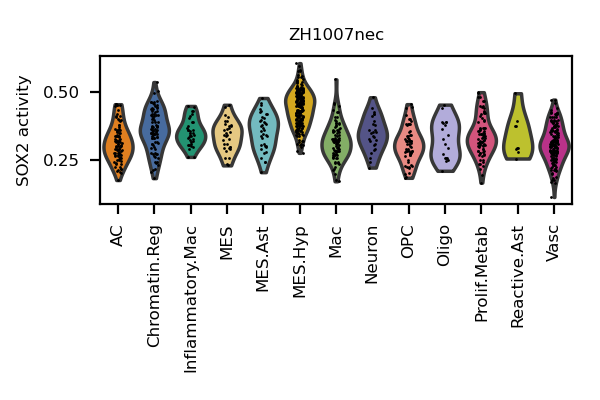 ZH1007nec
SOX2 activity
0.50
0.25
AC
Chromatin.Reg
Inflammatory.Mac
MES
MES.Ast
MES.Hyp
Mac
Neuron
OPC
Oligo
Prolif.Metab
Reactive.Ast
Vasc